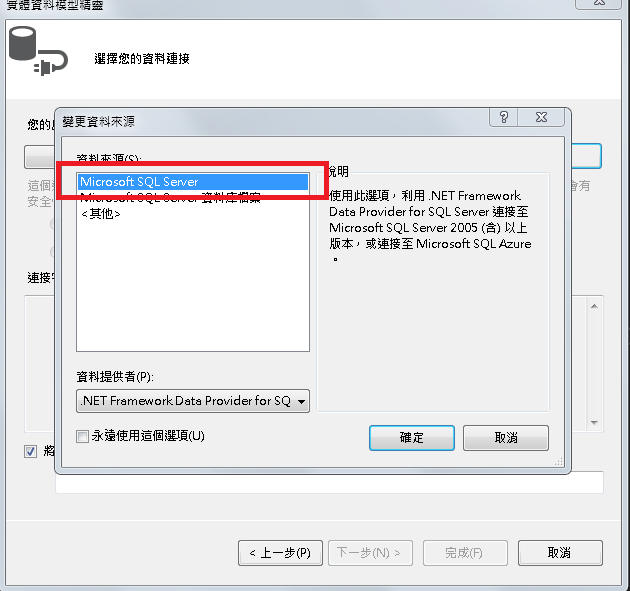 實體資料模型精靈
選擇您的資料連接
您的
變更資料來源
資料來源(S):
Microsoft SQL Server
Microsoft SQL Server 資料庫檔案
<其他>
說明
使用此選項，利用 .NET Framework
Data Provider for SQL Server 連接至
Microsoft SQL Server 2005 (含) 以上
版本，或連接至 Microsoft SQL Azure
。
這個
會有
安全
連接
資料提供者(P):
.NET Framework Data Provider for SQ
永遠使用這個選項(U)
確定
取消
將
< 上一步(P)
下一步(N) >
完成(F)
取消